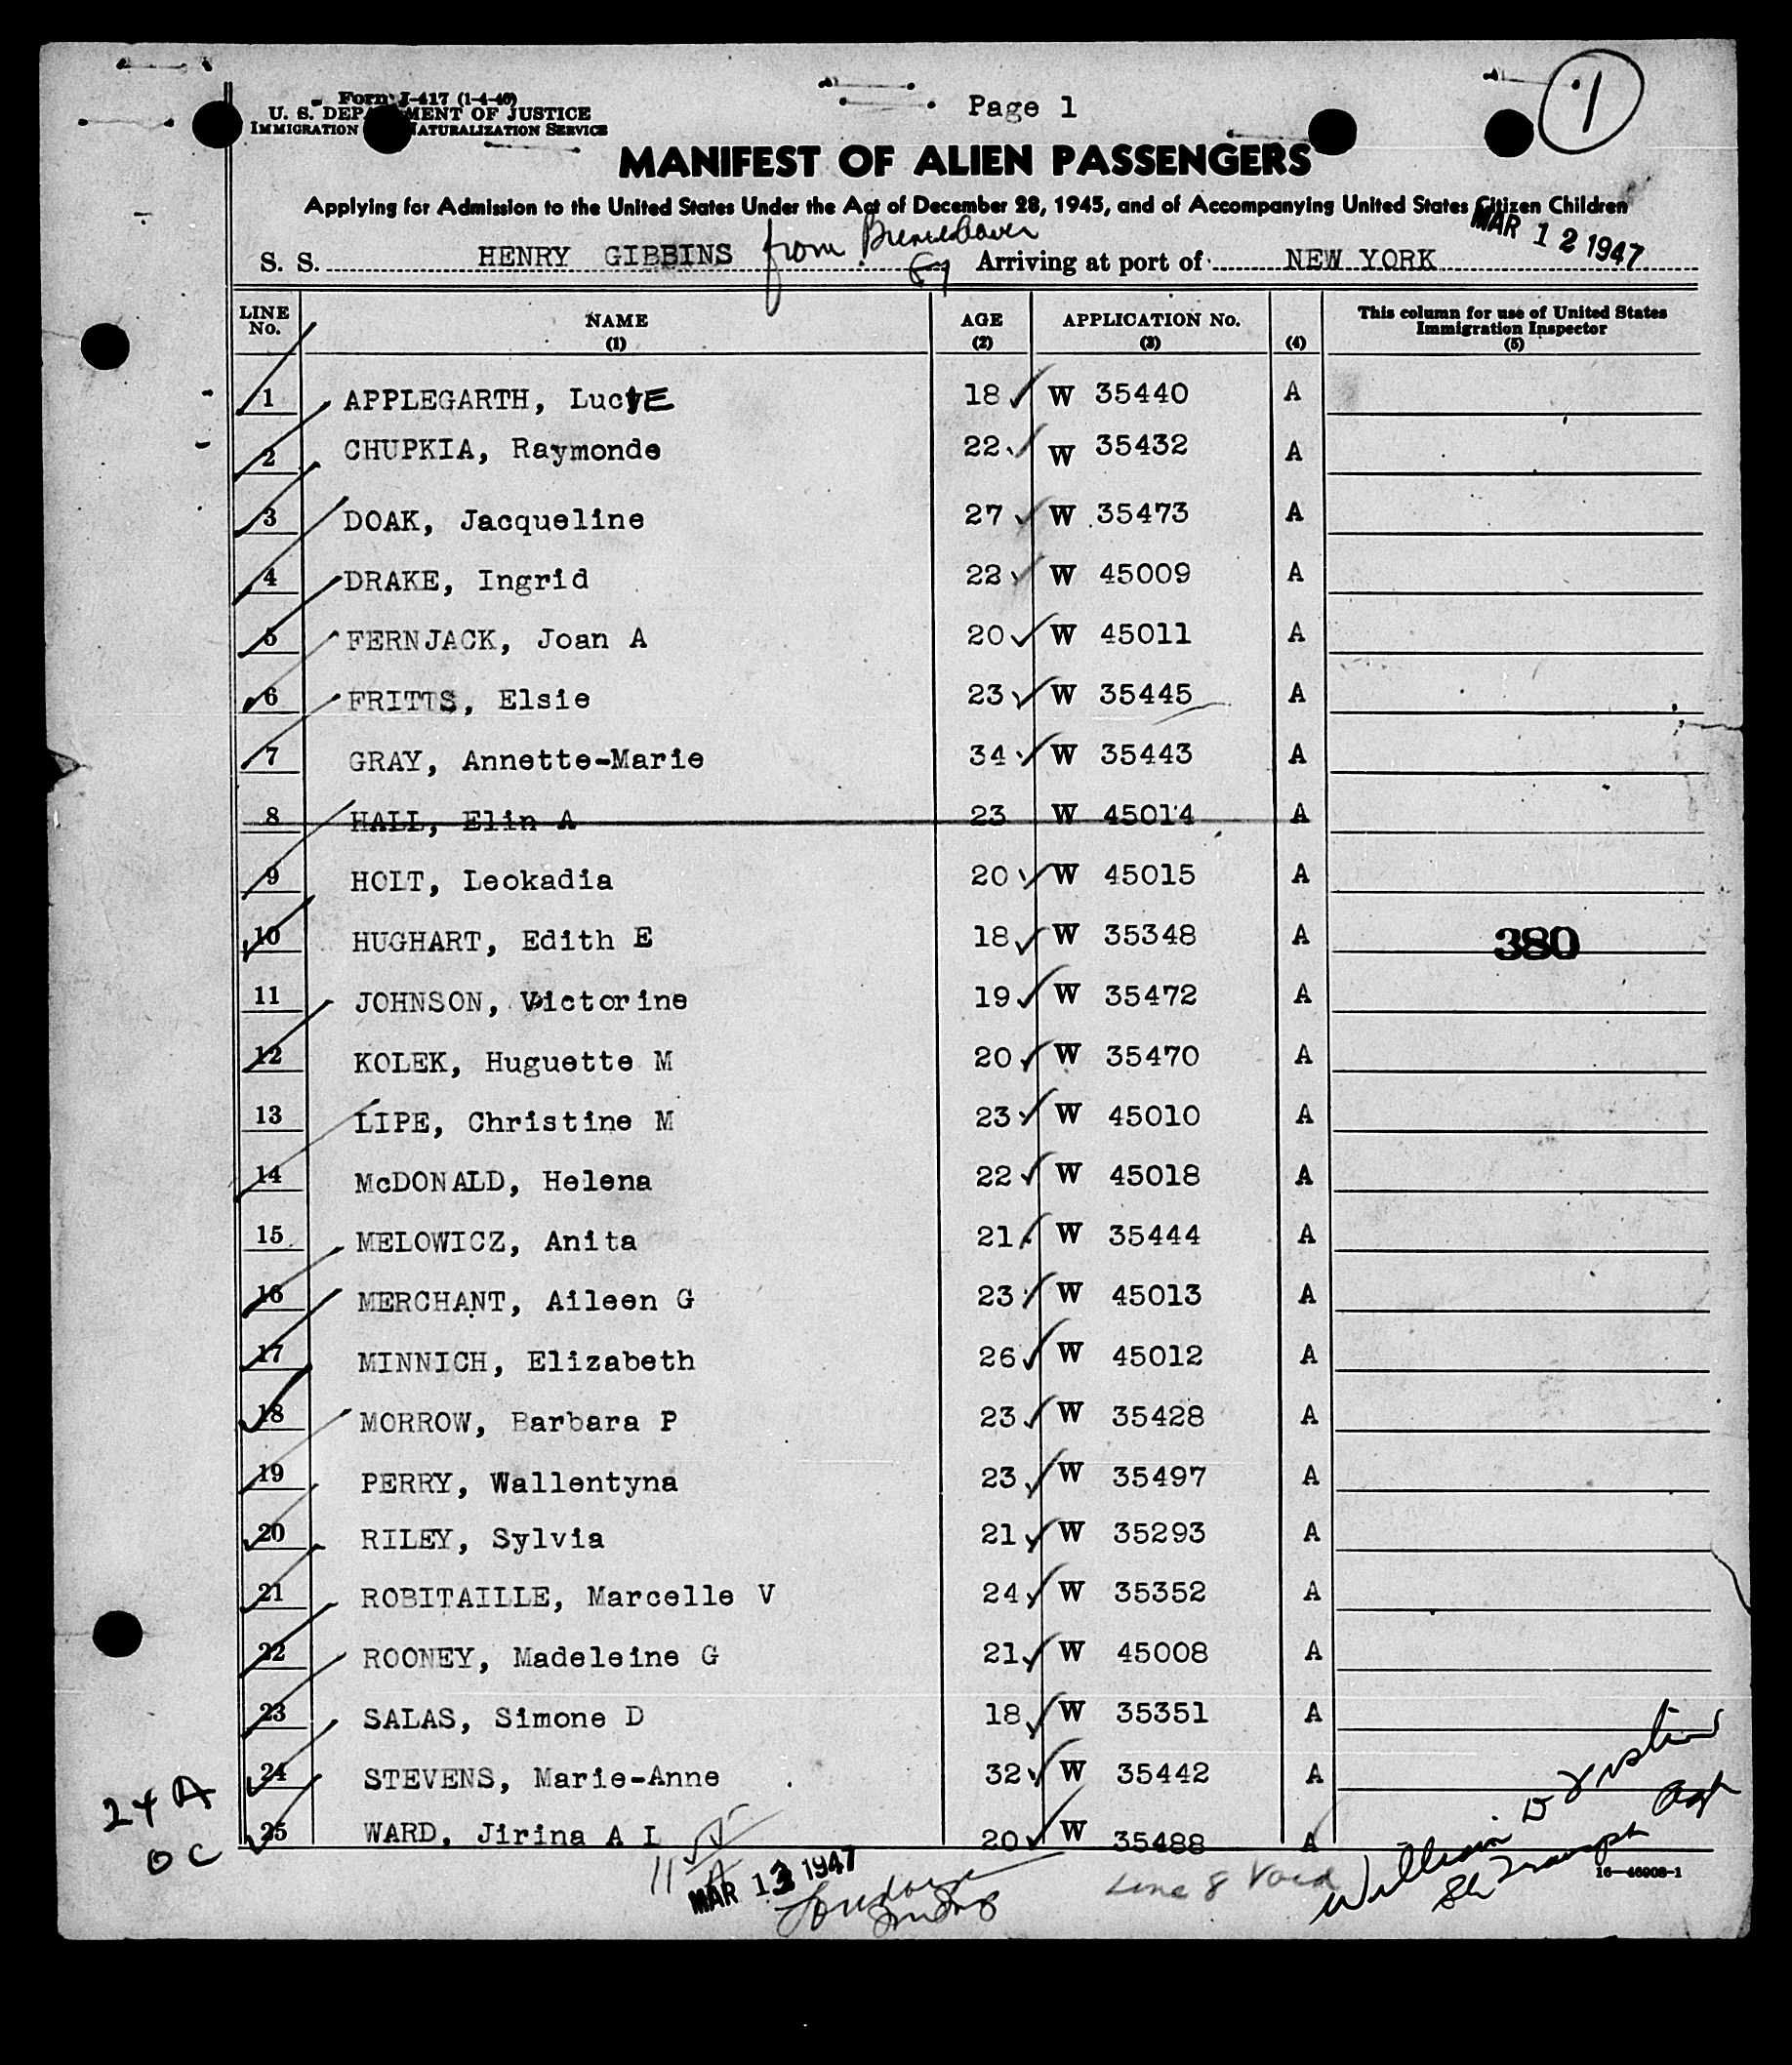 Page 1
1
Form I-417 (1-4-46)
U. S. DEPARTMENT OF JUSTICE
IMMIGRATION NATURALIZATION SERVICE
MANIFEST OF ALIEN PASSENGERS
Applying for Admission to the United States Under the Act of December 28, 1945, and of Accompanying United States Citizen Children
MAR 12 1947
S. S. HENRY GIBBINS from Bremerhaven Gy Arriving at port of NEW YORK
LINE No. NAME (1) AGE (2) APPLICATION No. (3) (4) This column for use of United States Immigration Inspector (5)
1 APPLEGARTH, LuciE 18 W 35440 A
2 CHUPKIA, Raymonde 22 W 35432 A
3 DOAK, Jacqueline 27 W 35473 A
4 DRAKE, Ingrid 22 W 45009 A
5 FERNJACK, Joan A 20 W 45011 A
6 FRITTS, Elsie 23 W 35445 A
7 GRAY, Annette-Marie 34 W 35443 A
8 HALL, Elin A 23 W 45014 A
9 HOLT, Leokadia 20 W 45015 A
10 HUGHART, Edith E 18 W 35348 A 380
11 JOHNSON, Victorine 19 W 35472 A
12 KOLEK, Huguette M 20 W 35470 A
13 LIPE, Christine M 23 W 45010 A
14 McDONALD, Helena 22 W 45018 A
15 MELOWICZ, Anita 21 W 35444 A
16 MERCHANT, Aileen G 23 W 45013 A
17 MINNICH, Elizabeth 26 W 45012 A
18 MORROW, Barbara P 23 W 35428 A
19 PERRY, Wallentyna 23 W 35497 A
20 RILEY, Sylvia 21 W 35293 A
21 ROBITAILLE, Marcelle V 24 W 35352 A
22 ROONEY, Madeleine G 21 W 45008 A
23 SALAS, Simone D 18 W 35351 A
24 STEVENS, Marie-Anne 32 W 35442 A
25 WARD, Jirina A I 20 W 35488 A
24 A
0 C
MAR 13 1947
Line 8 Void
William D
16-46908-1